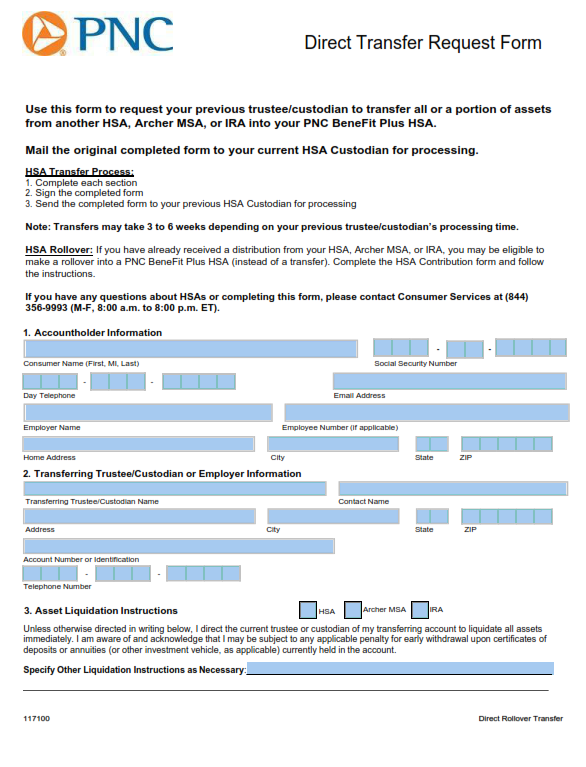 PNC
Direct Transfer Request Form
Use this form to request your previous trustee/custodian to transfer all or a portion of assets
from another HSA, Archer MSA, or IRA into your PNC BeneFit Plus HSA.
Mail the original completed form to your current HSA Custodian for processing.
HSA Transfer Process:
1. Complete each section
2. Sign the completed form
3. Send the completed form to your previous HSA Custodian for processing
Note: Transfers may take 3 to 6 weeks depending on your previous trustee/custodian's processing time.
HSA Rollover: If you have already received a distribution from your HSA, Archer MSA, or IRA, you may be eligible to
make a rollover into a PNC BeneFit Plus HSA (instead of a transfer). Complete the HSA Contribution form and follow
the instructions.
If you have any questions about HSAs or completing this form, please contact Consumer Services at (844)
356-9993 (M-F, 8:00 a.m. to 8:00 p.m. ET).
1. Accountholder Information
- -
Consumer Name (First, MI, Last) Social Security Number
- -
Day Telephone Email Address
Employer Name Employee Number (if applicable)
Home Address City State ZIP
2. Transferring Trustee/Custodian or Employer Information
Transferring Trustee/Custodian Name Contact Name
Address City State ZIP
Account Number or Identification
- -
Telephone Number
3. Asset Liquidation Instructions HSA Archer MSA IRA
Unless otherwise directed in writing below, I direct the current trustee or custodian of my transferring account to liquidate all assets
immediately. I am aware of and acknowledge that I may be subject to any applicable penalty for early withdrawal upon certificates of
deposits or annuities (or other investment vehicle, as applicable) currently held in the account.
Specify Other Liquidation Instructions as Necessary:
117100 Direct Rollover Transfer